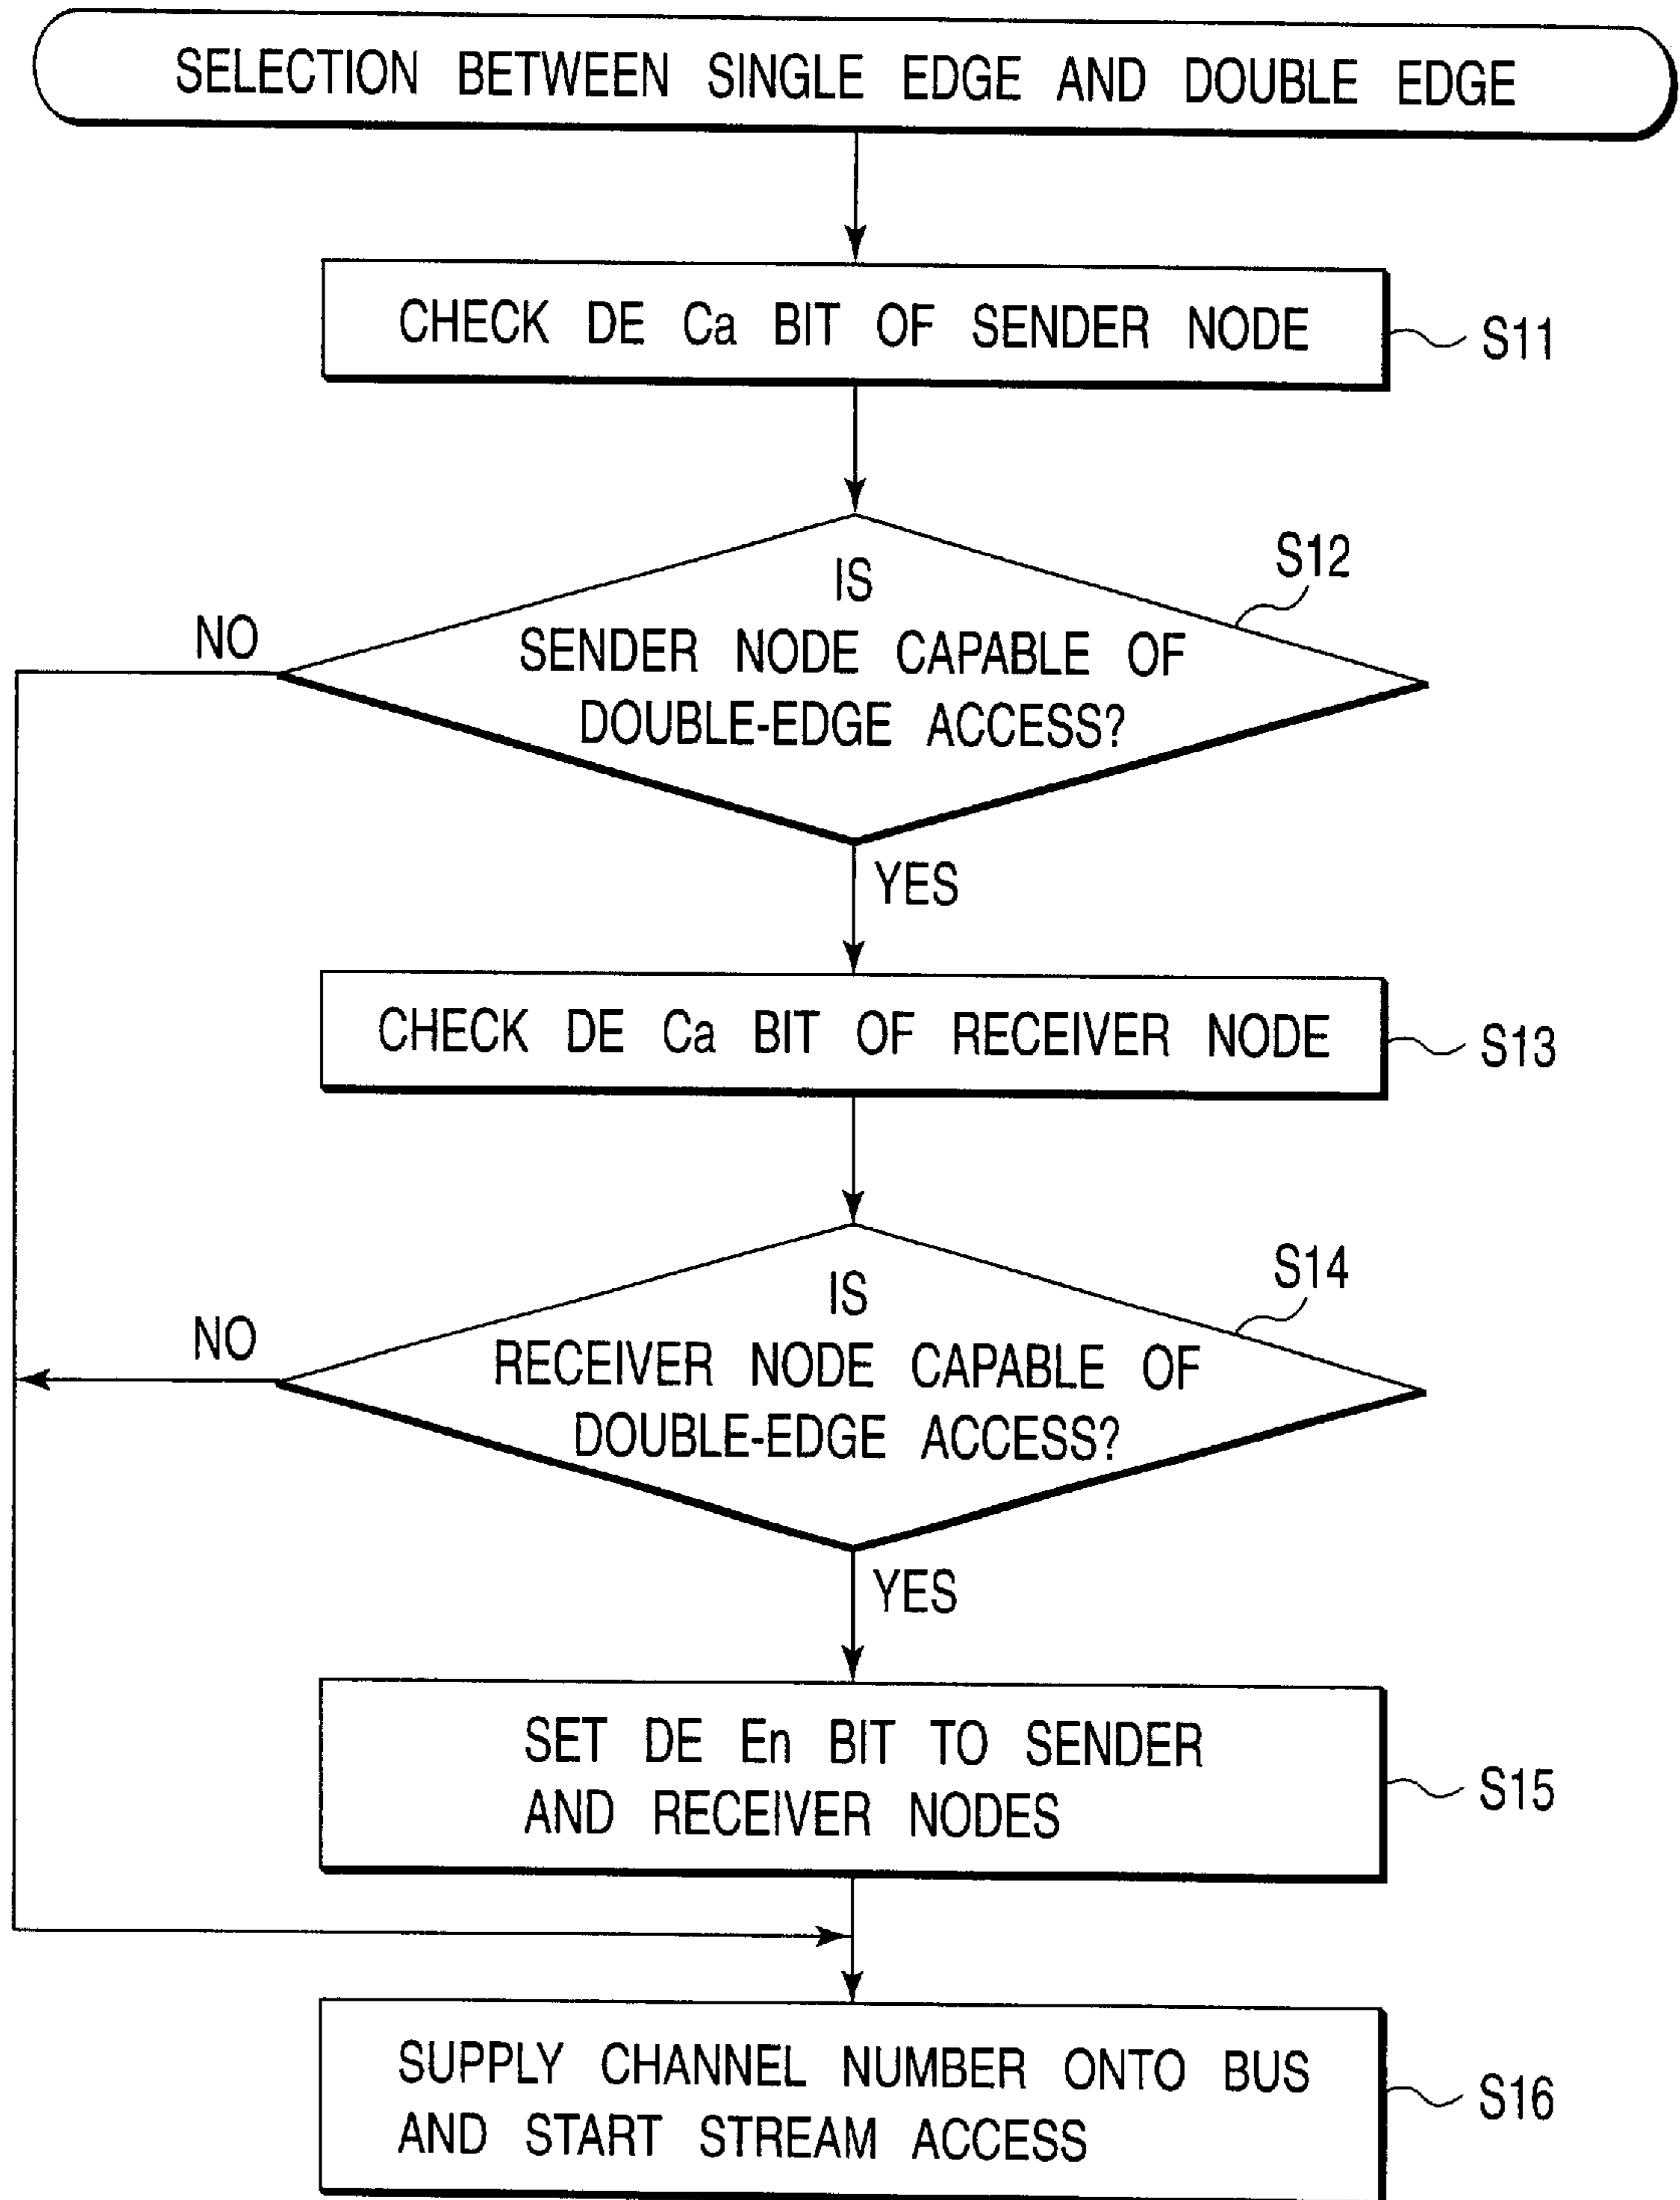 SELECTION BETWEEN SINGLE EDGE AND DOUBLE EDGE
CHECK DE Ca BIT OF SENDER NODE
S11
S12
IS
SENDER NODE CAPABLE OF
DOUBLE-EDGE ACCESS?
NO
YES
CHECK DE Ca BIT OF RECEIVER NODE
S13
S14
IS
RECEIVER NODE CAPABLE OF
DOUBLE-EDGE ACCESS?
NO
YES
SET DE En BIT TO SENDER
AND RECEIVER NODES
S15
SUPPLY CHANNEL NUMBER ONTO BUS
AND START STREAM ACCESS
S16